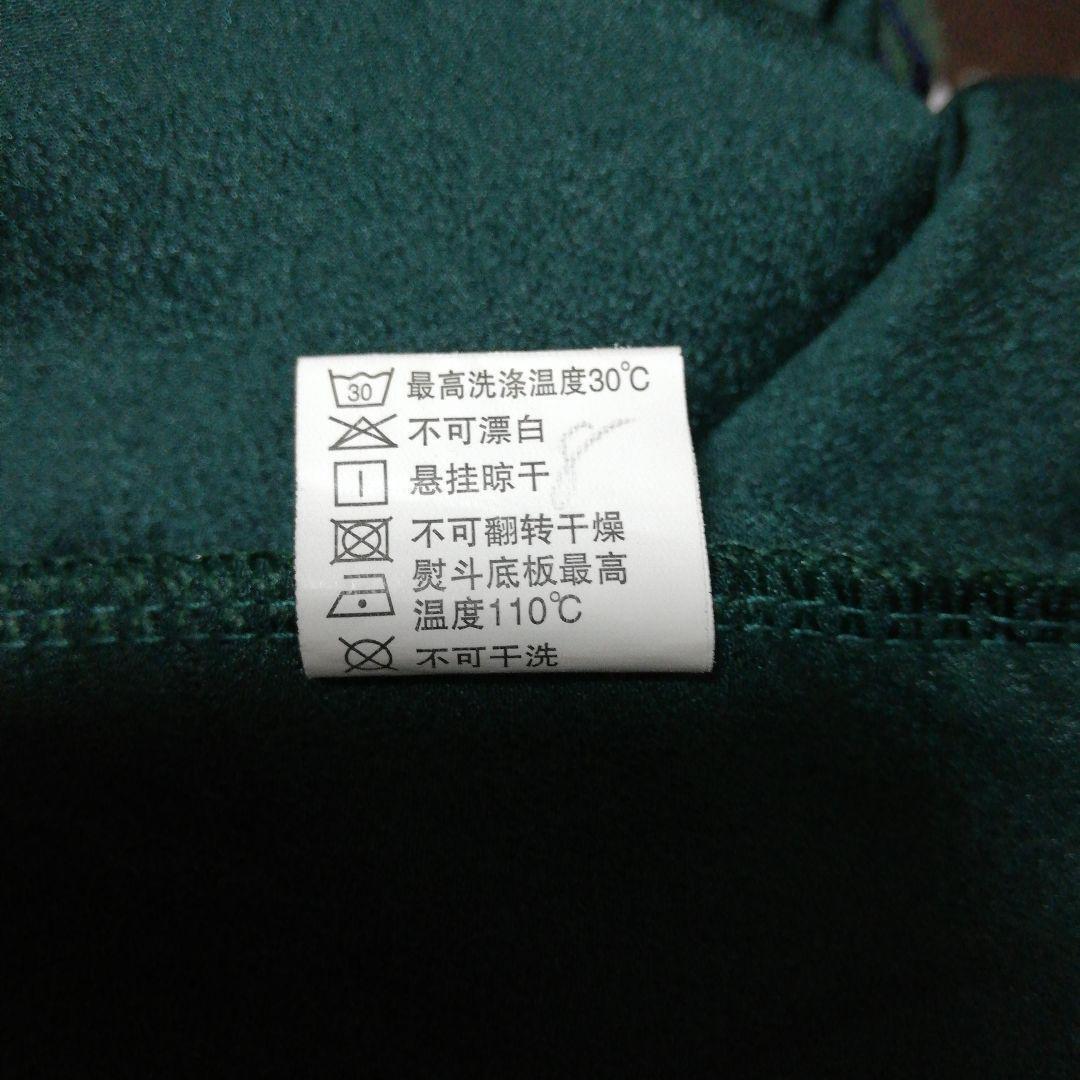 30 最高洗涤温度30℃
不可漂白
悬挂晾干
不可翻转干燥
熨斗底板最高
温度110℃
不可干洗